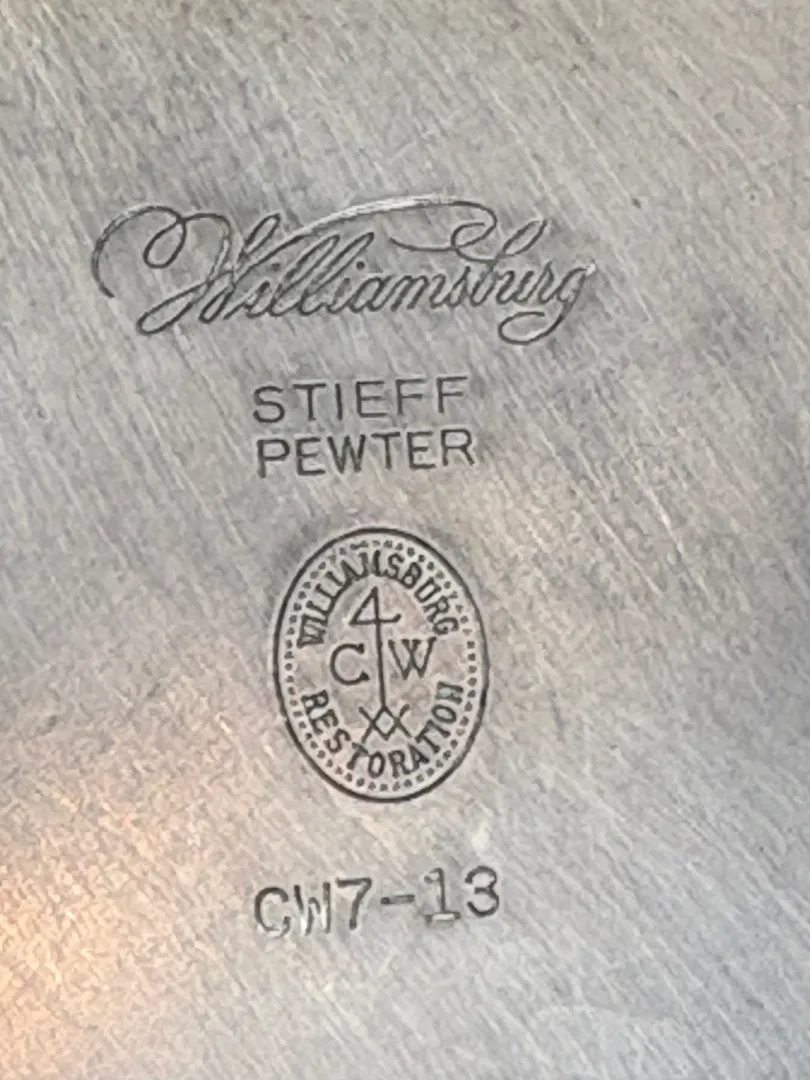 Williamsburg
STIEFF
PEWTER
WILLIAMSBURG
C W
RESTORATION
CW7-13